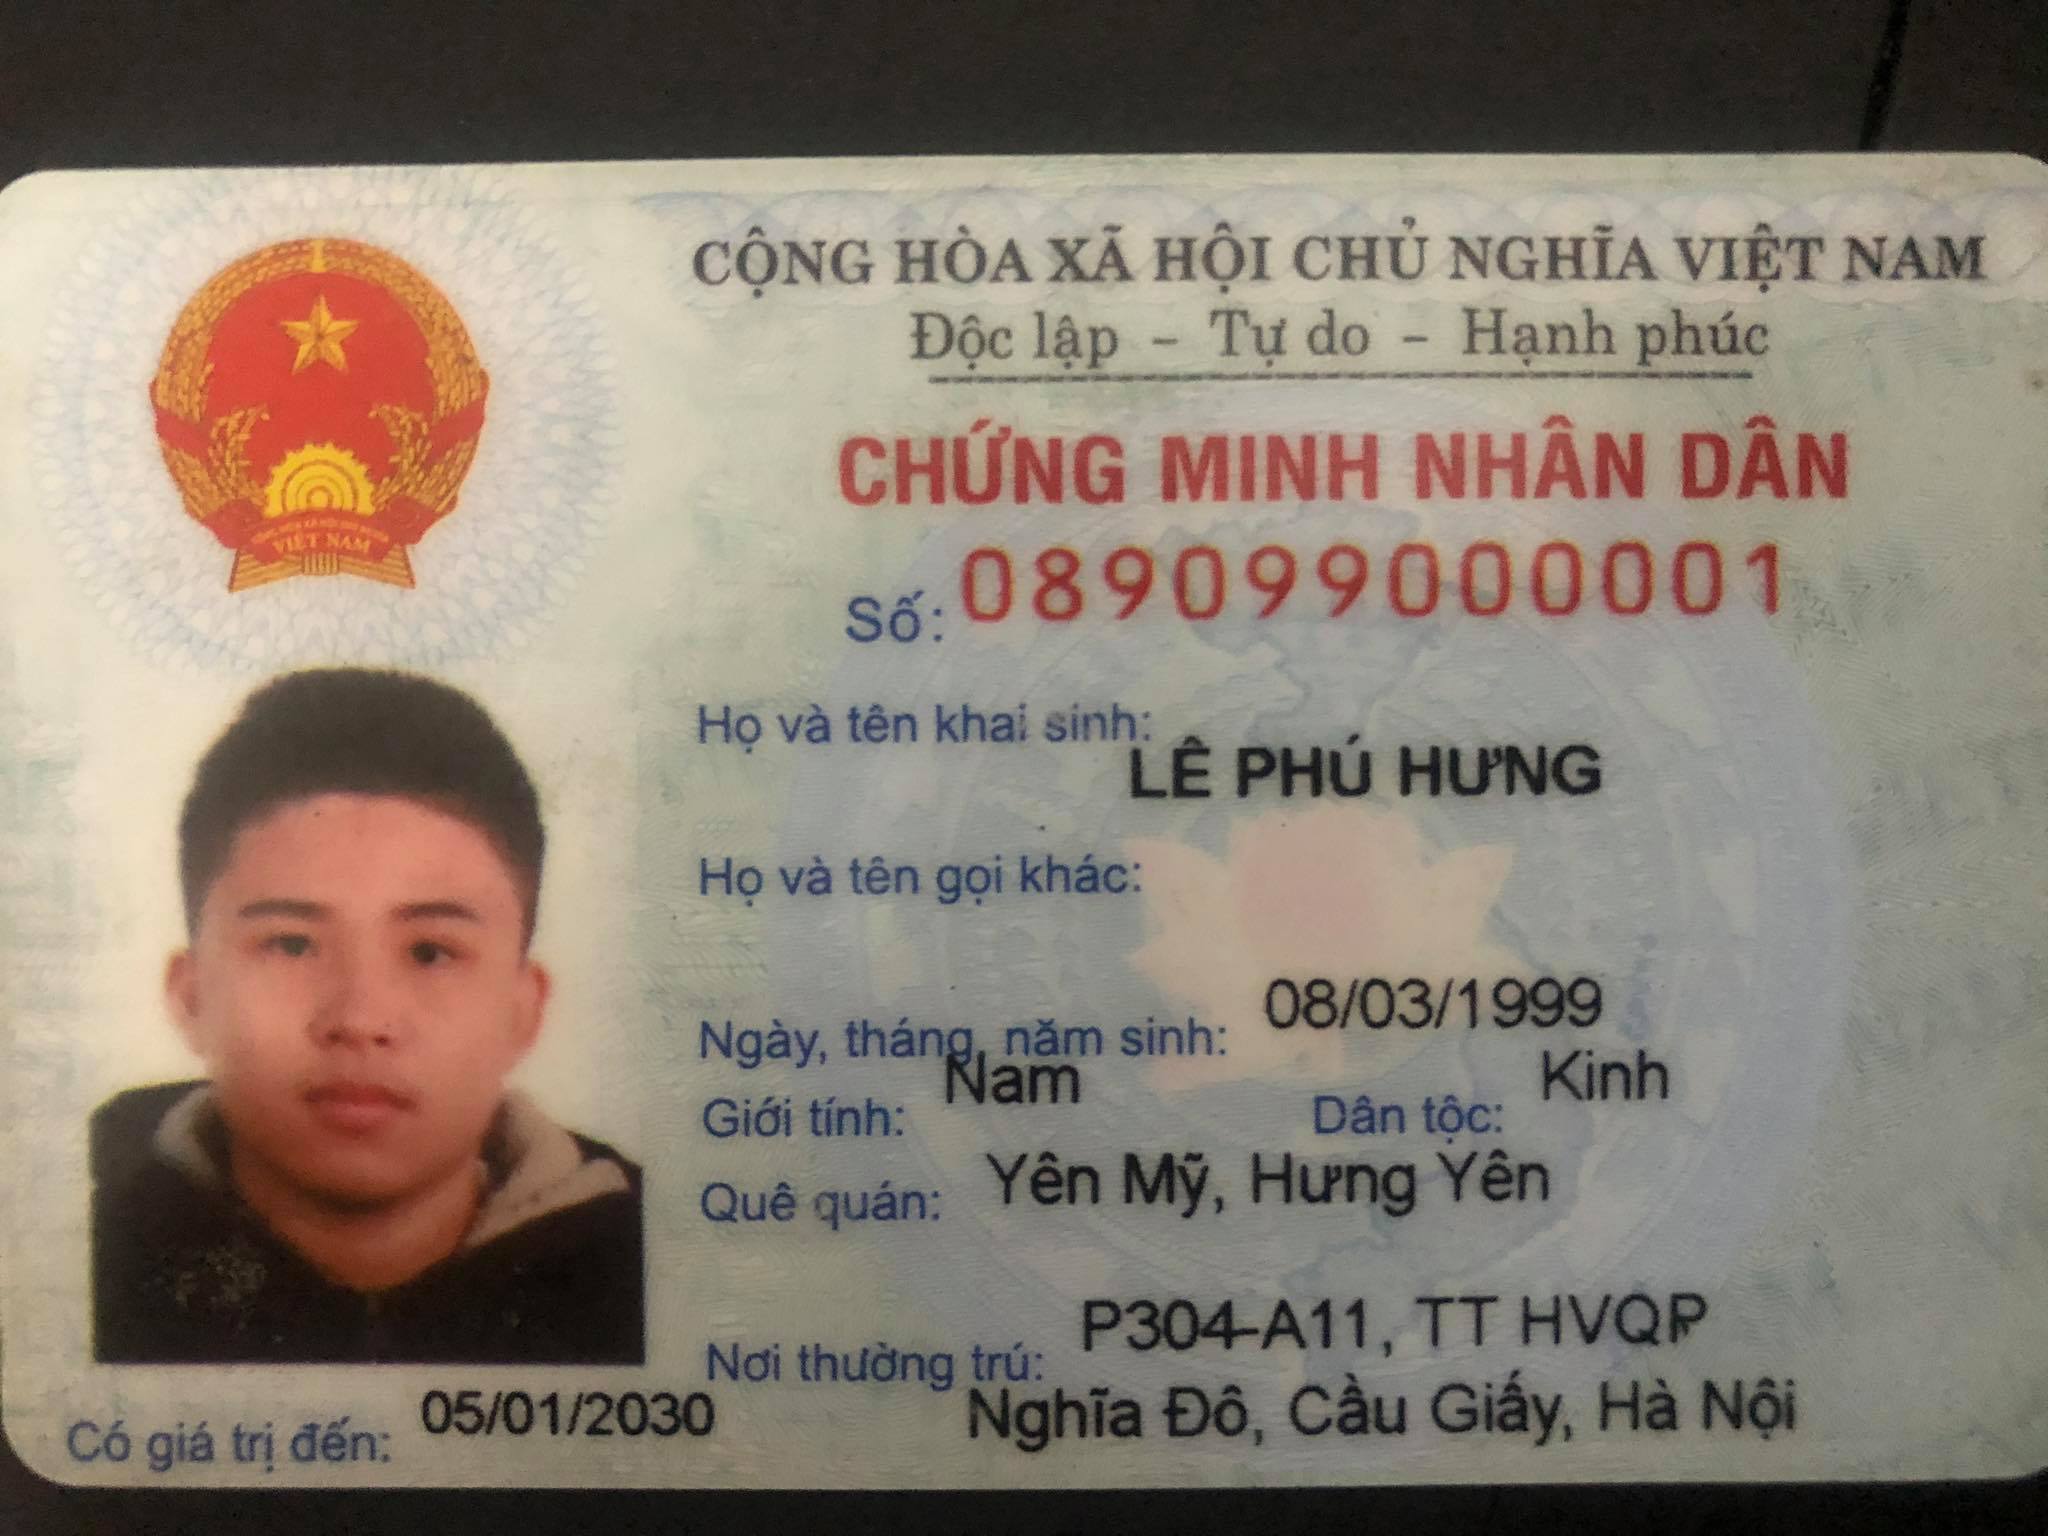 CỘNG HÒA XÃ HỘI CHỦ NGHĨA VIỆT NAM
Độc lập - Tự do - Hạnh phúc
CHỨNG MINH NHÂN DÂN
Số: 089099000001
Họ và tên khai sinh:
LÊ PHÚ HƯNG
Họ và tên gọi khác:
Ngày, tháng, năm sinh: 08/03/1999
Giới tính: Nam Dân tộc: Kinh
Quê quán: Yên Mỹ, Hưng Yên
Nơi thường trú: P304-A11, TT HVQP
Nghĩa Đô, Cầu Giấy, Hà Nội
Có giá trị đến: 05/01/2030
VIỆT NAM